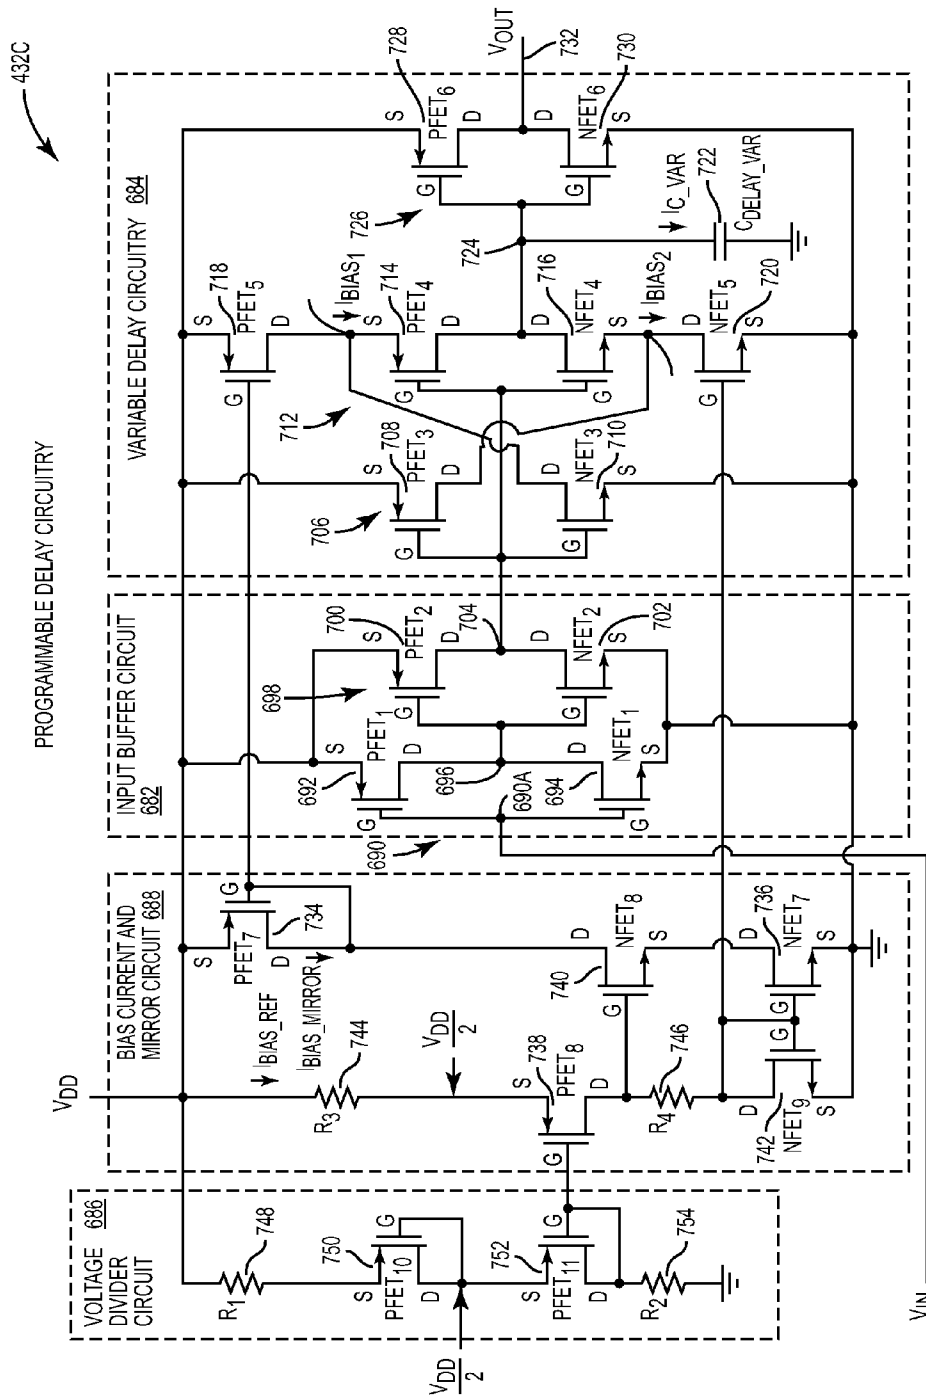 PROGRAMMABLE DELAY CIRCUITRY
432C
VOLTAGE
DIVIDER
CIRCUIT
686
R1
748
S
750
G
PFET10
D
VDD/2
S
752
G
PFET11
D
R2
754
VDD
BIAS CURRENT AND
MIRROR CIRCUIT 688
S
G
PFET7
734
D
IBIAS_REF
IBIAS_MIRROR
744
R3
VDD/2
S
738
PFET8
G
D
R4
746
D
740
G
NFET8
S
D
742
G
NFET9
S
D
736
G
NFET7
S
VIN
INPUT BUFFER CIRCUIT
682
690
S
692
PFET1
G
D
696
690A
D
694
NFET1
G
S
698
S
700
PFET2
G
D
704
D
NFET2
G
S
702
VARIABLE DELAY CIRCUITRY 684
706
S
708
PFET3
G
D
D
NFET3
G
710
S
712
S
718
PFET5
G
D
IBIAS1
S
714
PFET4
G
D
724
D
716
NFET4
G
S
IBIAS2
D
NFET5
G
720
S
726
S
728
PFET6
G
D
VOUT
732
D
NFET6
G
730
S
IC_VAR
722
CDELAY_VAR